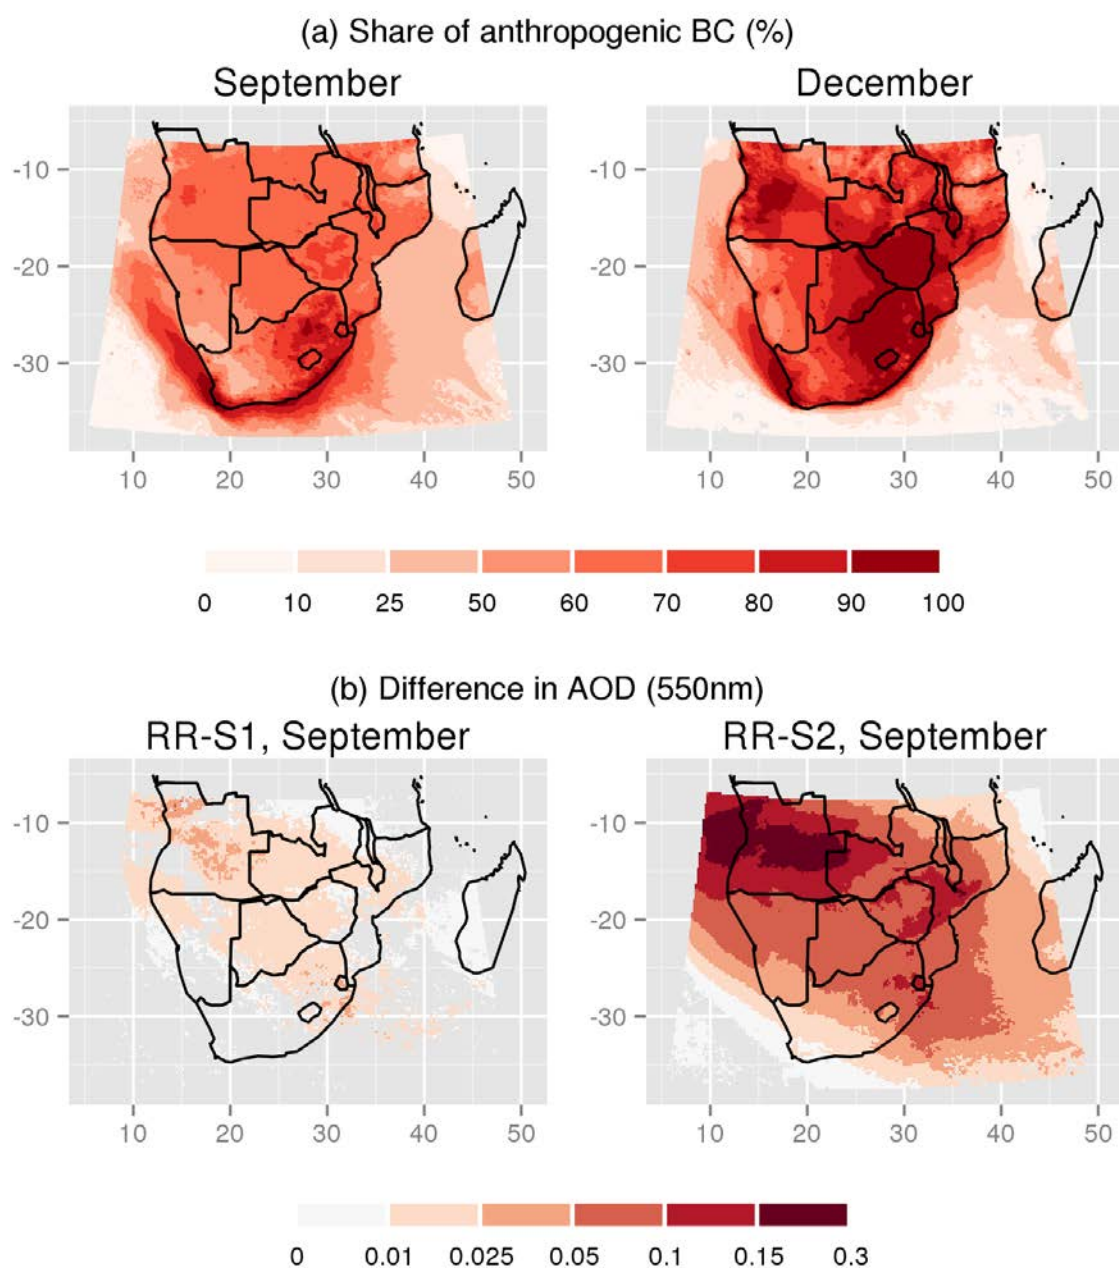 (a) Share of anthropogenic BC (%)
September December
-10
-20
-30
10 20 30 40 50 10 20 30 40 50
0 10 25 50 60 70 80 90 100
(b) Difference in AOD (550nm)
RR-S1, September RR-S2, September
-10 -10
-20 -20
-30 -30
10 20 30 40 50 10 20 30 40 50
0 0.01 0.025 0.05 0.1 0.15 0.3